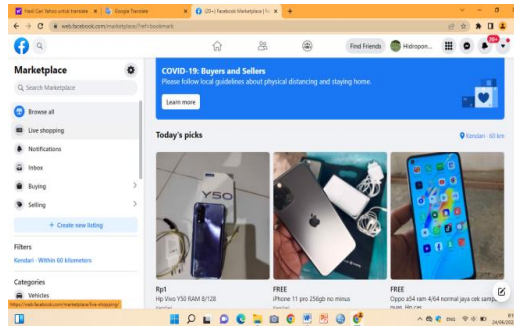 Hasil Cari Yahoo untuk translate
Google Translate
(20+) Facebook Marketplace | Fa
web.facebook.com/marketplace/?ref=bookmark
Find Friends
Hidropon...
20+
Marketplace
Search Marketplace
Browse all
Live shopping
Notifications
Inbox
Buying
Selling
+ Create new listing
Filters
Kendari · Within 60 kilometers
Categories
Vehicles
https://web.facebook.com/marketplace/live-shopping/
COVID-19: Buyers and Sellers
Please follow local guidelines about physical distancing and staying home.
Learn more
Today's picks
Kendari · 60 km
Y50
Rp1
Hp Vivo Y50 RAM 8/128
Kendari
FREE
iPhone 11 pro 256gb no minus
Kendari
FREE
Oppo a54 ram 4/64 normal jaya cek
ENG
24/06/202